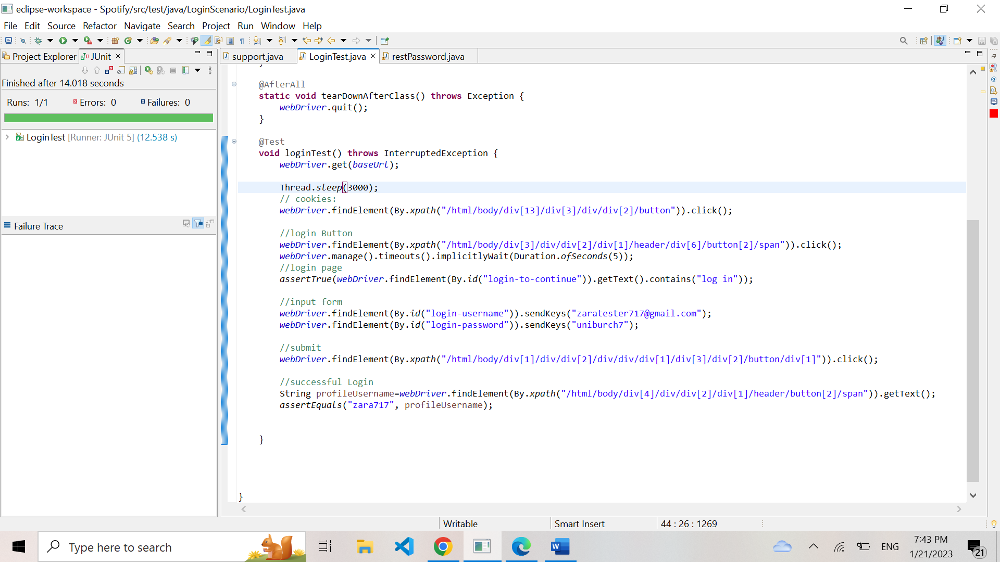 eclipse-workspace - Spotify/src/test/java/LoginScenario/LoginTest.java
File Edit Source Refactor Navigate Search Project Run Window Help
Project Explorer JUnit
support.java LoginTest.java restPassword.java
Finished after 14.018 seconds
Runs: 1/1 Errors: 0 Failures: 0
LoginTest [Runner: JUnit 5] (12.538 s)
Failure Trace
}
@AfterAll
static void tearDownAfterClass() throws Exception {
webDriver.quit();
}
@Test
void loginTest() throws InterruptedException {
webDriver.get(baseUrl);
Thread.sleep(3000);
// cookies:
webDriver.findElement(By.xpath("/html/body/div[13]/div[3]/div/div[2]/button")).click();
//login Button
webDriver.findElement(By.xpath("/html/body/div[3]/div/div[2]/div[1]/header/div[6]/button[2]/span")).click();
webDriver.manage().timeouts().implicitlyWait(Duration.ofSeconds(5));
//login page
assertTrue(webDriver.findElement(By.id("login-to-continue")).getText().contains("log in"));
//input form
webDriver.findElement(By.id("login-username")).sendKeys("zaratester717@gmail.com");
webDriver.findElement(By.id("login-password")).sendKeys("uniburch7");
//submit
webDriver.findElement(By.xpath("/html/body/div[1]/div/div[2]/div/div/div[1]/div[3]/div[2]/button/div[1]")).click();
//successful Login
String profileUsername=webDriver.findElement(By.xpath("/html/body/div[4]/div/div[2]/div[1]/header/button[2]/span")).getText();
assertEquals("zara717", profileUsername);
}
}
Writable Smart Insert 44 : 26 : 1269
Type here to search
ENG
7:43 PM
1/21/2023
21